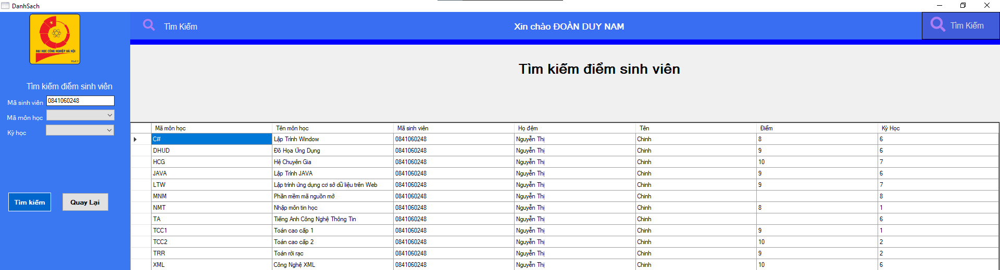 DanhSach
ĐẠI HỌC CÔNG NGHIỆP HÀ NỘI
HaUI
Tìm Kiếm
Xin chào ĐOÀN DUY NAM
Tìm Kiếm
Tìm kiếm điểm sinh viên
Mã sinh viên 0841060248
Mã môn học
Kỳ học
Tìm kiếm Quay Lại
Tìm kiếm điểm sinh viên
Mã môn học Tên môn học Mã sinh viên Họ đệm Tên Điểm Kỳ Học
C# Lập Trình Window 0841060248 Nguyễn Thị Chinh 8 6
DHUD Đồ Họa Ứng Dụng 0841060248 Nguyễn Thị Chinh 9 6
HCG Hệ Chuyên Gia 0841060248 Nguyễn Thị Chinh 10 7
JAVA Lập Trình JAVA 0841060248 Nguyễn Thị Chinh 9 6
LTW Lập trình ứng dụng cơ sở dữ liệu trên Web 0841060248 Nguyễn Thị Chinh 9 7
MNM Phần mềm mã nguồn mở 0841060248 Nguyễn Thị Chinh 8
NMT Nhập môn tin học 0841060248 Nguyễn Thị Chinh 8 1
TA Tiếng Anh Công Nghệ Thông Tin 0841060248 Nguyễn Thị Chinh 6
TCC1 Toán cao cấp 1 0841060248 Nguyễn Thị Chinh 9 1
TCC2 Toán cao cấp 2 0841060248 Nguyễn Thị Chinh 10 2
TRR Toán rời rạc 0841060248 Nguyễn Thị Chinh 9 2
XML Công Nghệ XML 0841060248 Nguyễn Thị Chinh 10 6